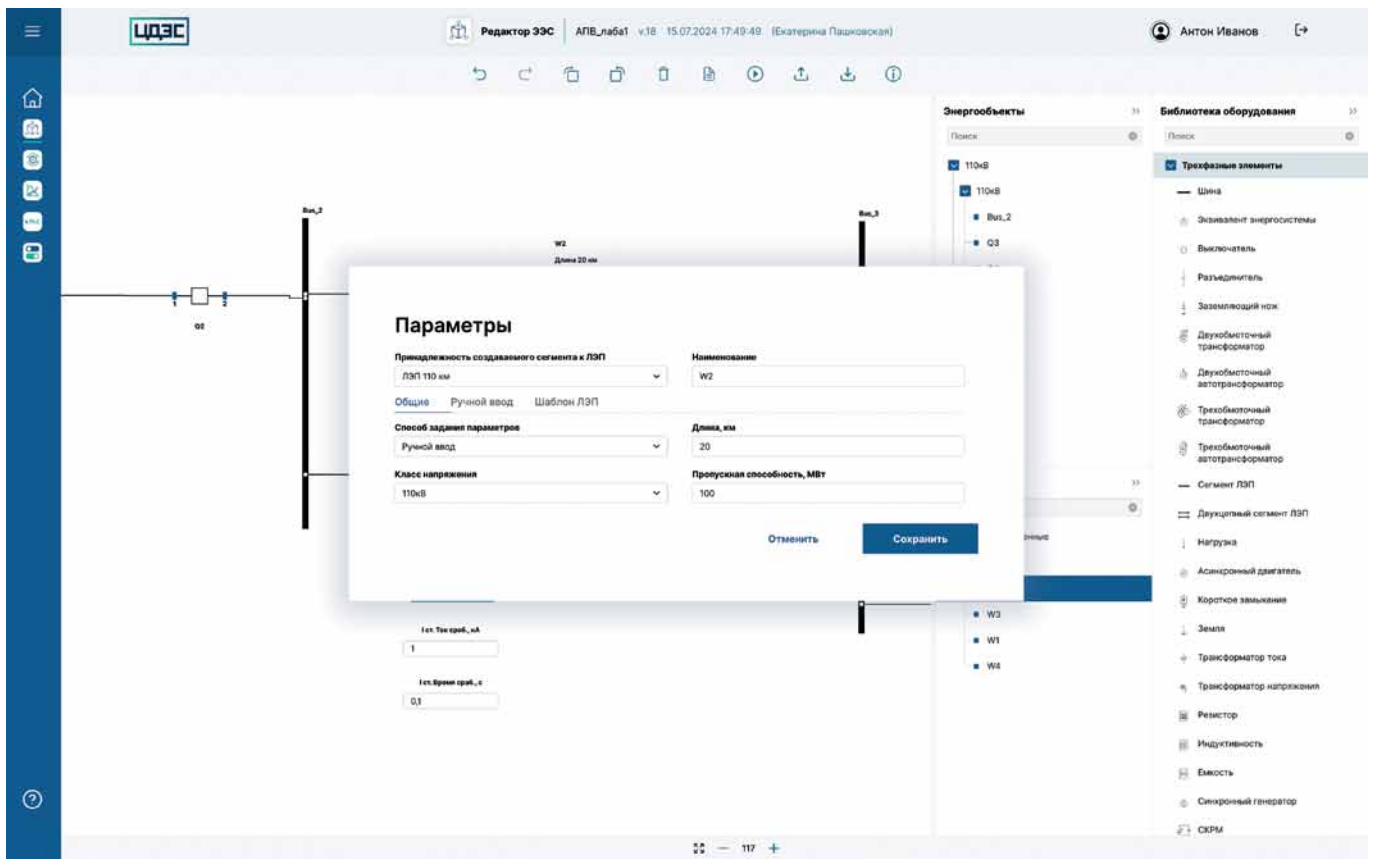 ЦДЭС
Редактор ЭЭС
АПВ_лаба1 v.18 15.07.2024 17:49:49 (Екатерина Пашковская)
Антон Иванов
Bus_2
W2
Длина 20 км
Bus_3
1
2
Q2
Параметры
Принадлежность создаваемого сегмента к ЛЭП
ЛЭП 110 км
Наименование
W2
Общие Ручной ввод Шаблон ЛЭП
Способ задания параметров
Ручной ввод
Длина, км
20
Класс напряжения
110кВ
Пропускная способность, МВт
100
Отменить
Сохранить
I ст. Ток сраб., кА
1
I ст. Время сраб., с
0,1
117
Энергообъекты
Поиск
110кВ
110кВ
Bus_2
Q3
W3
W1
W4
Библиотека оборудования
Поиск
Трехфазные элементы
Шина
Эквивалент энергосистемы
Выключатель
Разъединитель
Заземляющий нож
Двухобмоточный
трансформатор
Двухобмоточный
автотрансформатор
Трехобмоточный
трансформатор
Трехобмоточный
автотрансформатор
Сегмент ЛЭП
Двухцепный сегмент ЛЭП
Нагрузка
Асинхронный двигатель
Короткое замыкание
Земля
Трансформатор тока
Трансформатор напряжения
Резистор
Индуктивность
Емкость
Синхронный генератор
СКРМ